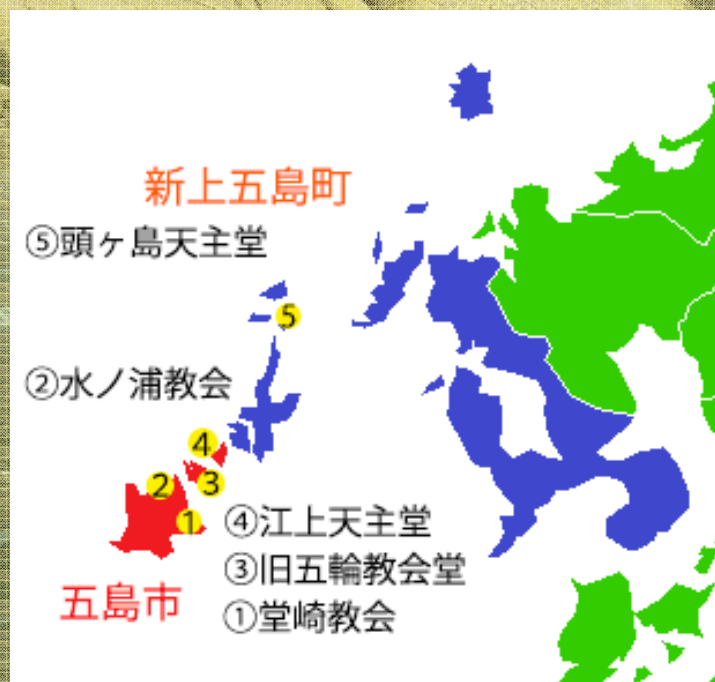 新上五島町
⑤頭ヶ島天主堂
5
②水ノ浦教会
4
2
3
1
④江上天主堂
③旧五輪教会堂
五島市
①堂崎教会